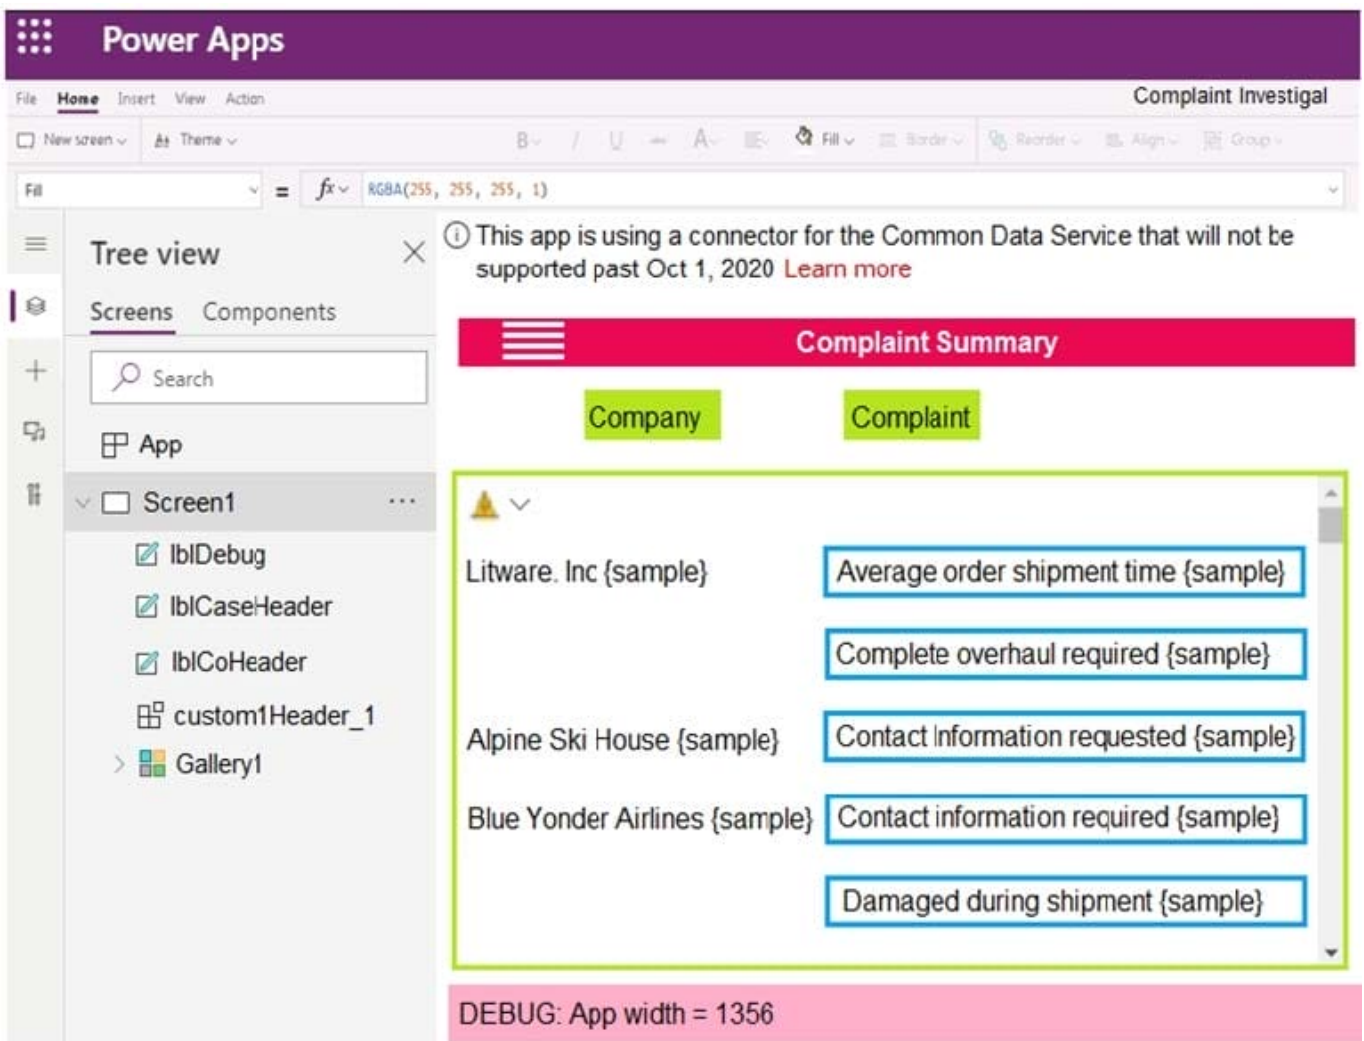 Power Apps
File Home Insert View Action Complaint Investigal
New screen Theme B I U A Fill Border Reorder Align Group
Fill = fx RGBA(255, 255, 255, 1)
Tree view
Screens Components
Search
App
Screen1 ...
lblDebug
lblCaseHeader
lblCoHeader
custom1Header_1
Gallery1
This app is using a connector for the Common Data Service that will not be
supported past Oct 1, 2020 Learn more
Complaint Summary
Company Complaint
Litware. Inc {sample} Average order shipment time {sample}
Complete overhaul required {sample}
Alpine Ski House {sample} Contact Information requested {sample}
Blue Yonder Airlines {sample} Contact information required {sample}
Damaged during shipment {sample}
DEBUG: App width = 1356